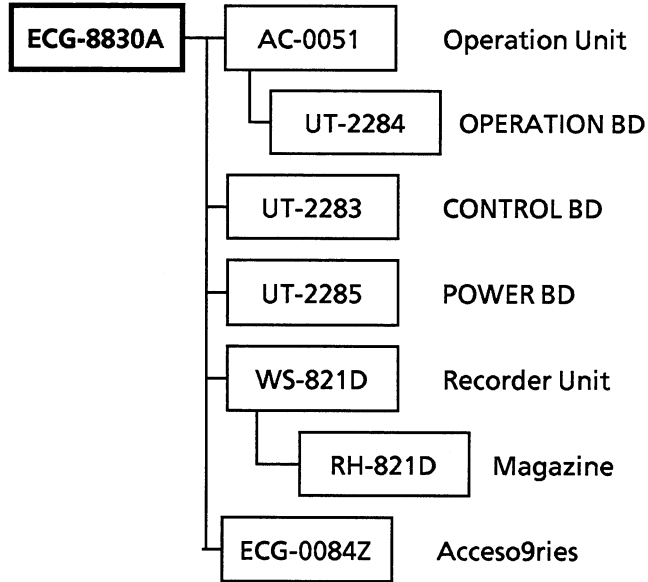 ECG-8830A AC-0051 Operation Unit
UT-2284 OPERATION BD
UT-2283 CONTROL BD
UT-2285 POWER BD
WS-821D Recorder Unit
RH-821D Magazine
ECG-0084Z Acceso9ries